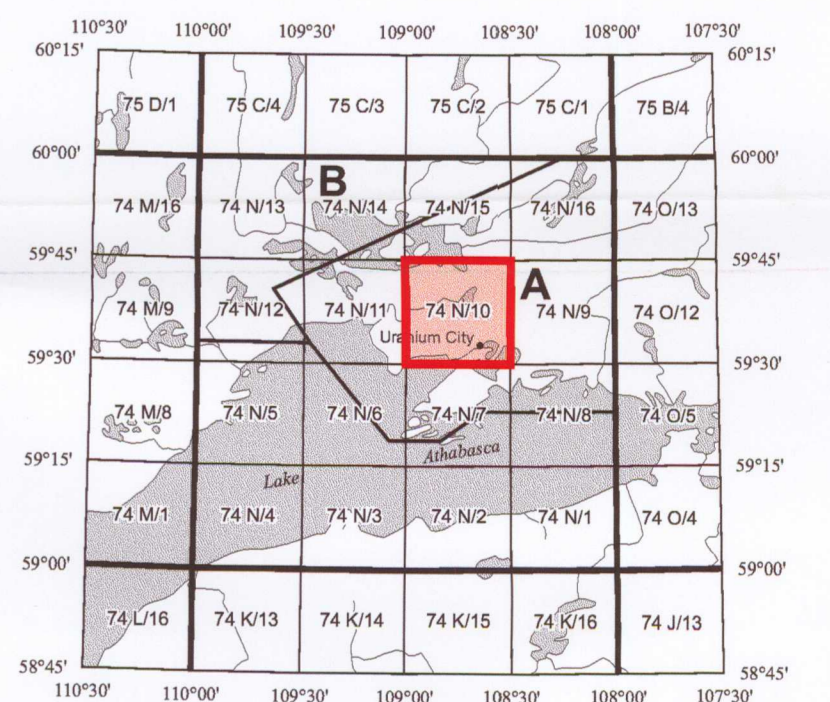 110°30' 110°00' 109°30' 109°00' 108°30' 108°00' 107°30'
60°15' 60°15'
75 D/1 75 C/4 75 C/3 75 C/2 75 C/1 75 B/4
60°00' 60°00'
B
74 M/16 74 N/13 74 N/14 74 N/15 74 N/16 74 O/13
59°45' 59°45'
A
74 M/9 74 N/12 74 N/11 74 N/10 74 N/9 74 O/12
Uranium City
59°30' 59°30'
74 M/8 74 N/5 74 N/6 74 N/7 74 N/8 74 O/5
Athabasca
59°15' 59°15'
Lake
74 M/1 74 N/4 74 N/3 74 N/2 74 N/1 74 O/4
59°00' 59°00'
74 L/16 74 K/13 74 K/14 74 K/15 74 K/16 74 J/13
58°45' 58°45'
110°30' 110°00' 109°30' 109°00' 108°30' 108°00' 107°30'